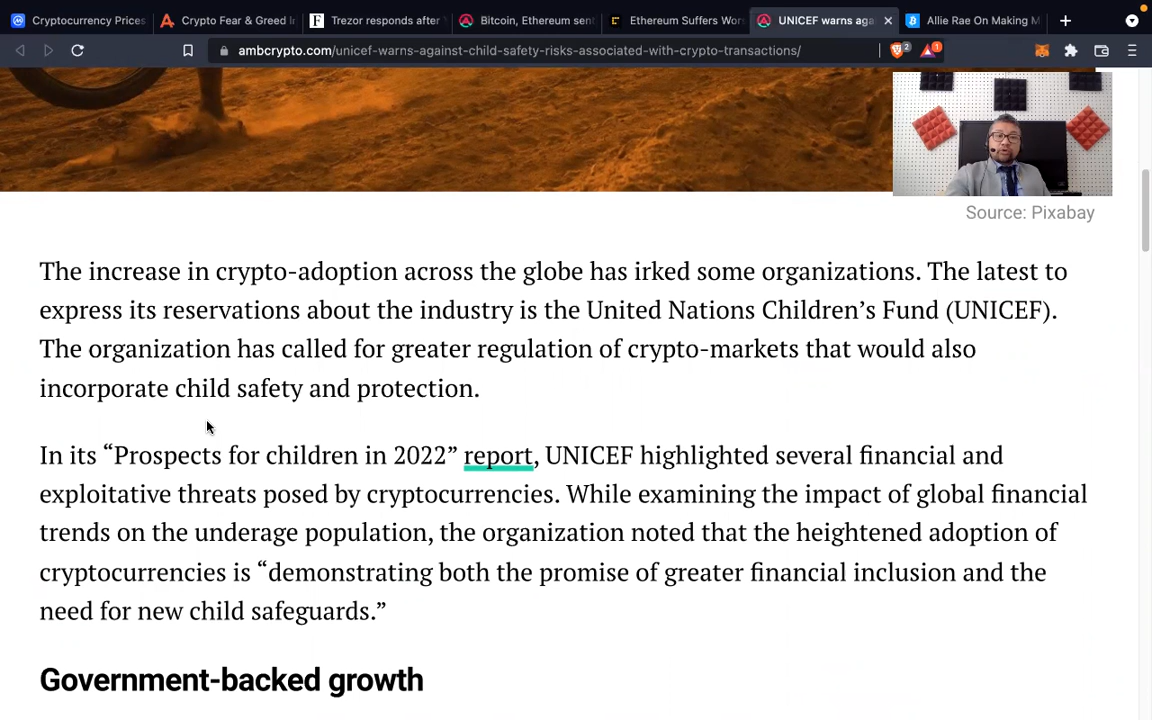 Cryptocurrency Prices
Crypto Fear & Greed I
Trezor responds after
Bitcoin, Ethereum sent
Ethereum Suffers Wor
UNICEF warns aga
Allie Rae On Making M
ambcrypto.com/unicef-warns-against-child-safety-risks-associated-with-crypto-transactions/
2
1
Source: Pixabay
The increase in crypto-adoption across the globe has irked some organizations. The latest to
express its reservations about the industry is the United Nations Children’s Fund (UNICEF).
The organization has called for greater regulation of crypto-markets that would also
incorporate child safety and protection.
In its “Prospects for children in 2022” report, UNICEF highlighted several financial and
exploitative threats posed by cryptocurrencies. While examining the impact of global financial
trends on the underage population, the organization noted that the heightened adoption of
cryptocurrencies is “demonstrating both the promise of greater financial inclusion and the
need for new child safeguards.”
Government-backed growth